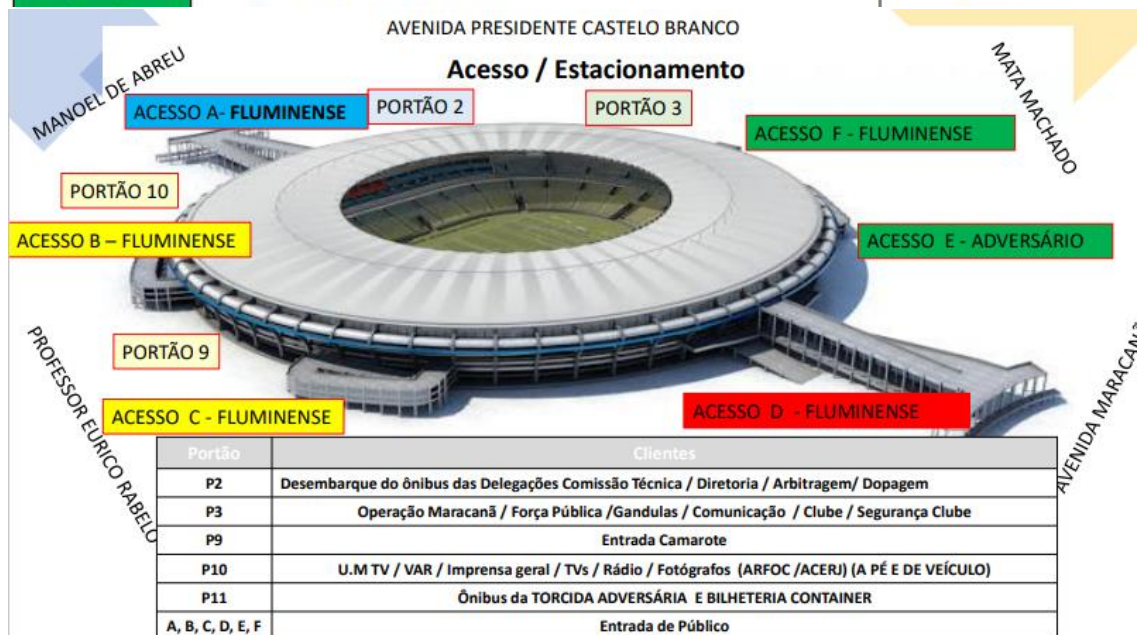 AVENIDA PRESIDENTE CASTELO BRANCO
Acesso / Estacionamento
MANOEL DE ABREU
MATA MACHADO
ACESSO A- FLUMINENSE
PORTÃO 2
PORTÃO 3
ACESSO F - FLUMINENSE
PORTÃO 10
ACESSO B – FLUMINENSE
ACESSO E - ADVERSÁRIO
PORTÃO 9
PROFESSOR EURICO RABELO
AVENIDA MARACANÃ
ACESSO C - FLUMINENSE
ACESSO D - FLUMINENSE
Portão Clientes
P2 Desembarque do ônibus das Delegações Comissão Técnica / Diretoria / Arbitragem/ Dopagem
P3 Operação Maracanã / Força Pública /Gandulas / Comunicação / Clube / Segurança Clube
P9 Entrada Camarote
P10 U.M TV / VAR / Imprensa geral / TVs / Rádio / Fotógrafos (ARFOC /ACERJ) (A PÉ E DE VEÍCULO)
P11 Ônibus da TORCIDA ADVERSÁRIA E BILHETERIA CONTAINER
A, B, C, D, E, F Entrada de Público